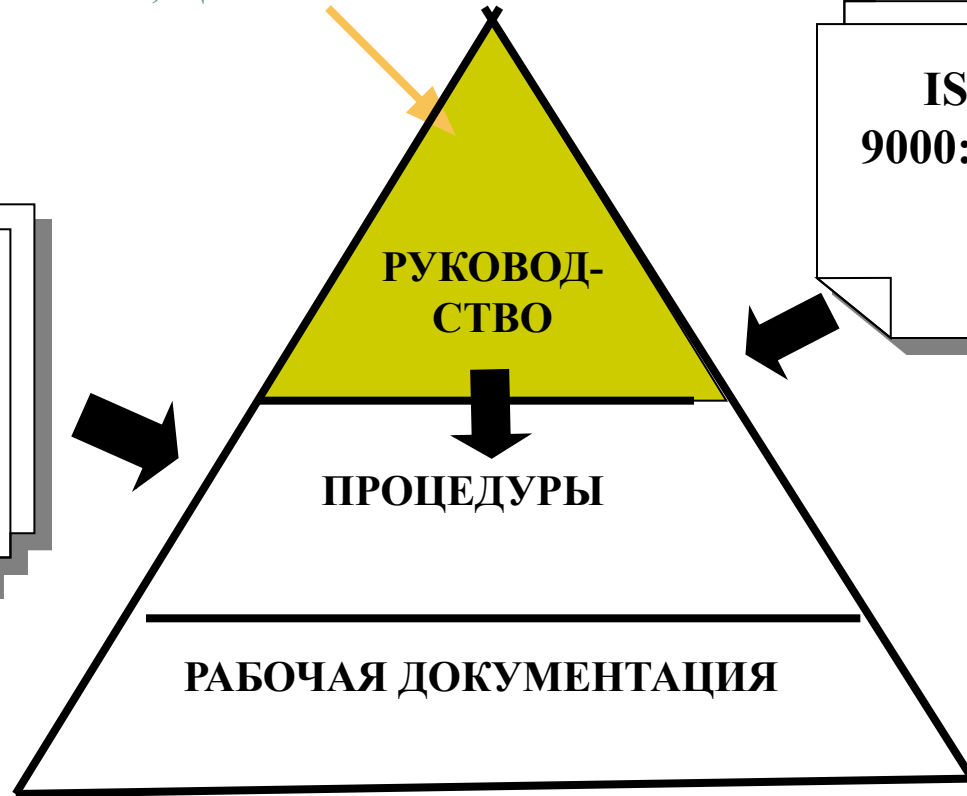 IS
9000:
РУКОВОД-
СТВО
ПРОЦЕДУРЫ
РАБОЧАЯ ДОКУМЕНТАЦИЯ